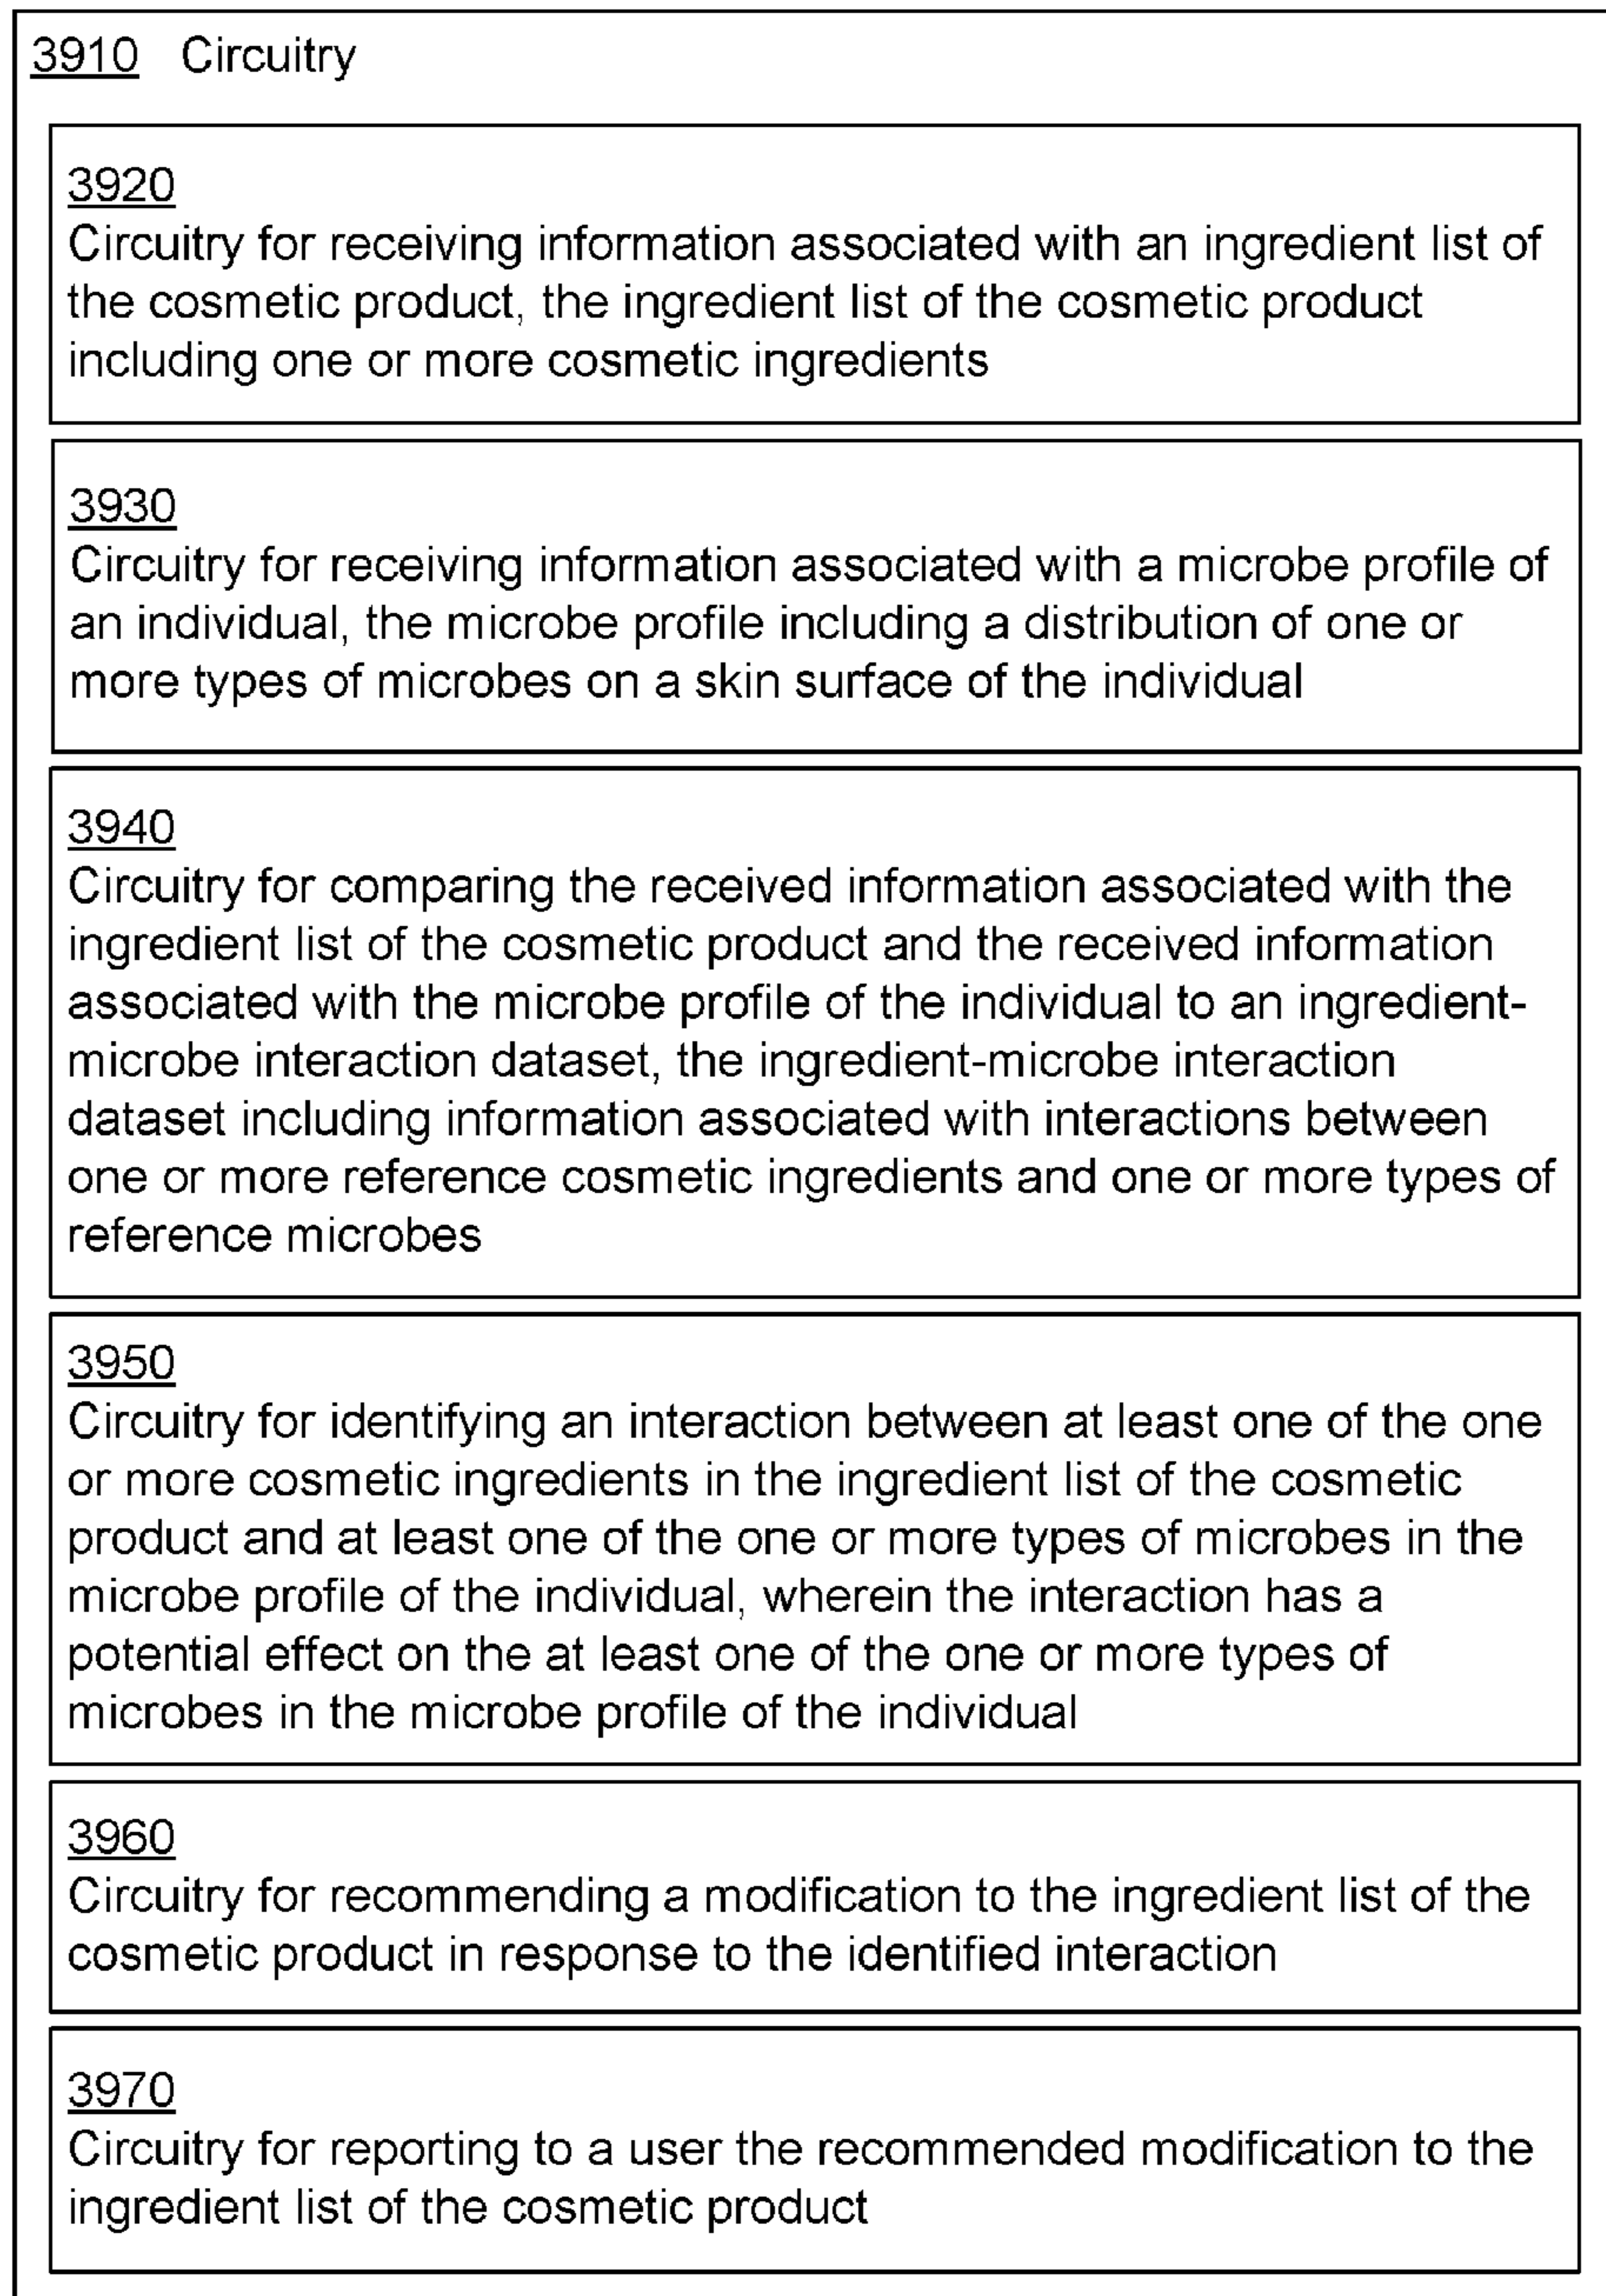 3910 Circuitry
3920
Circuitry for receiving information associated with an ingredient list of
the cosmetic product, the ingredient list of the cosmetic product
including one or more cosmetic ingredients
3930
Circuitry for receiving information associated with a microbe profile of
an individual, the microbe profile including a distribution of one or
more types of microbes on a skin surface of the individual
3940
Circuitry for comparing the received information associated with the
ingredient list of the cosmetic product and the received information
associated with the microbe profile of the individual to an ingredient-
microbe interaction dataset, the ingredient-microbe interaction
dataset including information associated with interactions between
one or more reference cosmetic ingredients and one or more types of
reference microbes
3950
Circuitry for identifying an interaction between at least one of the one
or more cosmetic ingredients in the ingredient list of the cosmetic
product and at least one of the one or more types of microbes in the
microbe profile of the individual, wherein the interaction has a
potential effect on the at least one of the one or more types of
microbes in the microbe profile of the individual
3960
Circuitry for recommending a modification to the ingredient list of the
cosmetic product in response to the identified interaction
3970
Circuitry for reporting to a user the recommended modification to the
ingredient list of the cosmetic product